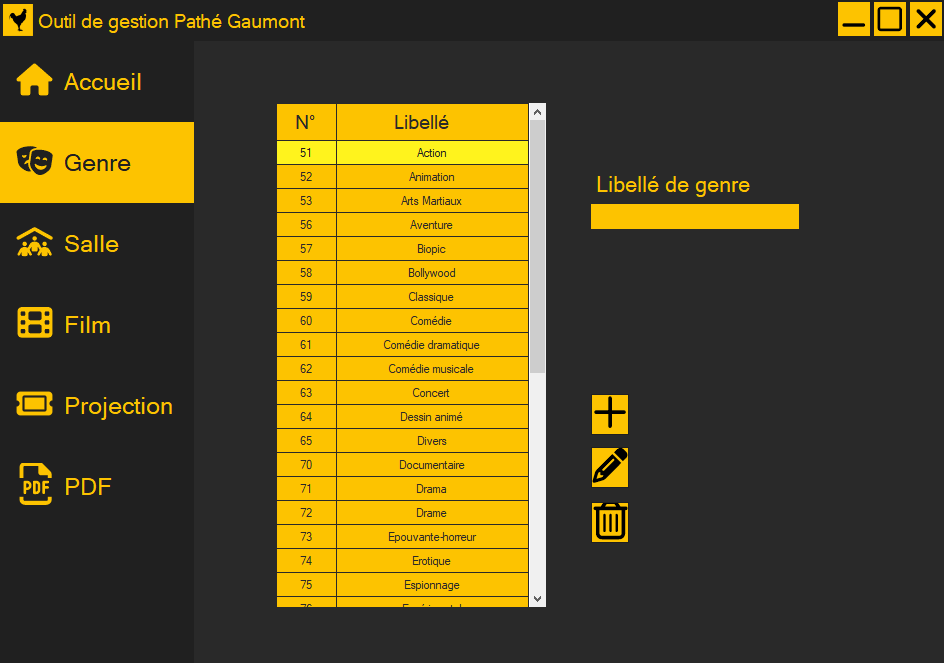 Outil de gestion Pathé Gaumont
Accueil
Genre
Salle
Film
Projection
PDF PDF
N° Libellé
51 Action
52 Animation
53 Arts Martiaux
56 Aventure
57 Biopic
58 Bollywood
59 Classique
60 Comédie
61 Comédie dramatique
62 Comédie musicale
63 Concert
64 Dessin animé
65 Divers
70 Documentaire
71 Drama
72 Drame
73 Epouvante-horreur
74 Erotique
75 Espionnage
Libellé de genre